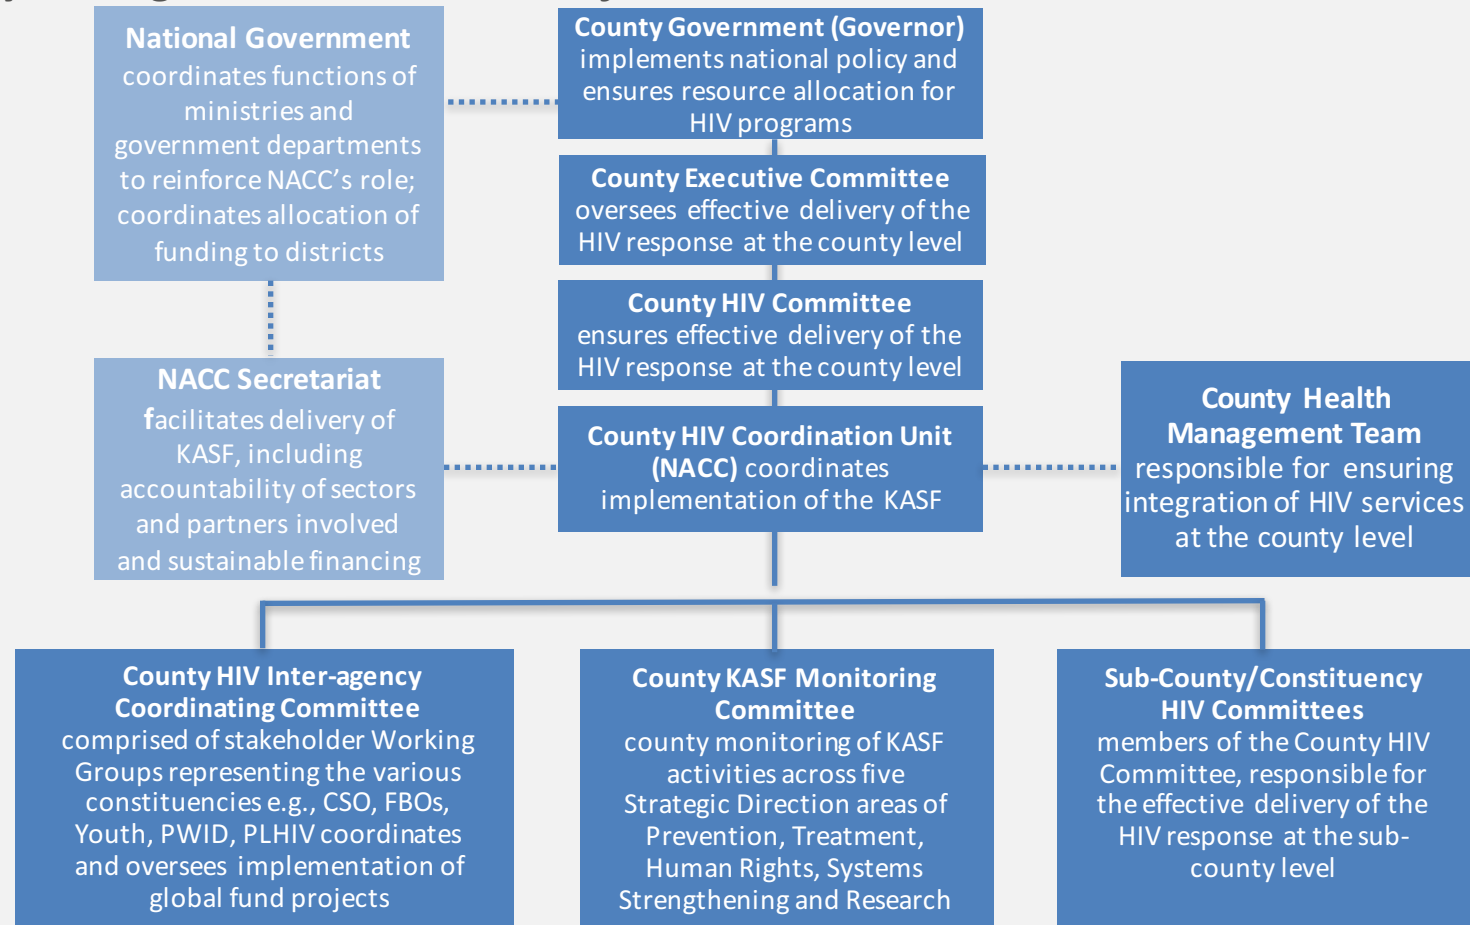 National Government
coordinates functions of
ministries and
government departments
to reinforce NACC's role;
coordinates allocation of
funding to districts
County Government (Governor)
implements national policy and
ensures resource allocation for
HIV programs
County Executive Committee
oversees effective delivery of the
HIV response at the county level
County HIV Committee
ensures effective delivery of the
HIV response at the county level
NACC Secretariat
facilitates delivery of
KASF, including
accountability of sectors
and partners involved
and sustainable financing
County HIV Coordination Unit
(NACC) coordinates
implementation of the KASF
County Health
Management Team
responsible for ensuring
integration of HIV services
at the county level
County HIV Inter-agency
Coordinating Committee
comprised of stakeholder Working
Groups representing the various
constituencies e.g., CSO, FBOs,
Youth, PWID, PLHIV coordinates
and oversees implementation of
global fund projects
County KASF Monitoring
Committee
county monitoring of KASF
activities across five
Strategic Direction areas of
Prevention, Treatment,
Human Rights, Systems
Strengthening and Research
Sub-County/Constituency
HIV Committees
members of the County HIV
Committee, responsible for
the effective delivery of the
HIV response at the sub-
county level